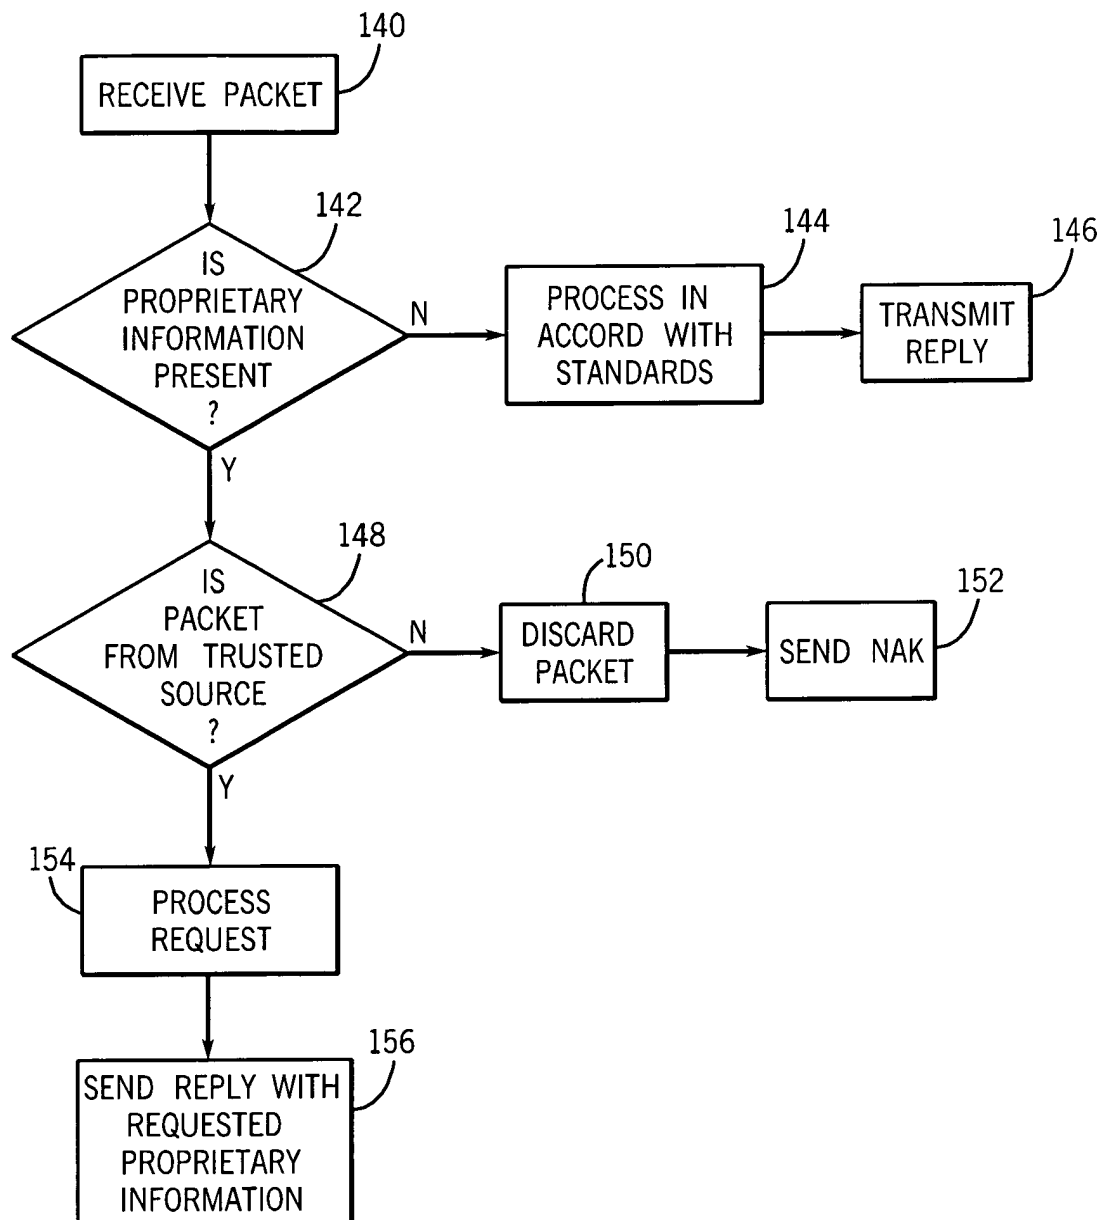 140
RECEIVE PACKET
142
IS
PROPRIETARY
INFORMATION
PRESENT
?
N
Y
144
PROCESS IN
ACCORD WITH
STANDARDS
146
TRANSMIT
REPLY
148
IS
PACKET
FROM TRUSTED
SOURCE
?
N
Y
150
DISCARD
PACKET
152
SEND NAK
154
PROCESS
REQUEST
156
SEND REPLY WITH
REQUESTED
PROPRIETARY
INFORMATION